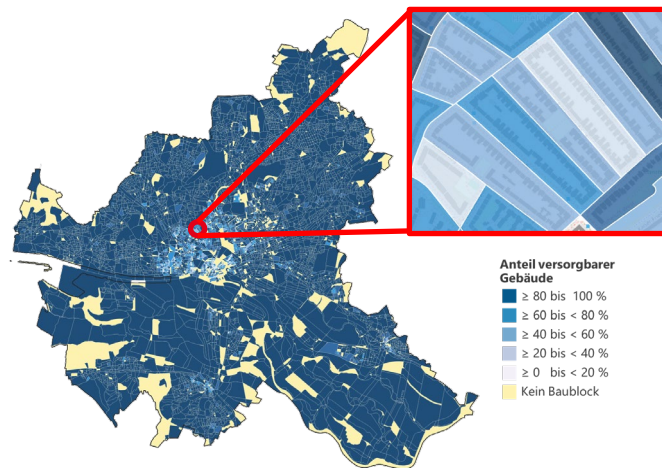 Anteil versorgbarer
Gebäude
≥ 80 bis 100 %
≥ 60 bis < 80 %
≥ 40 bis < 60 %
≥ 20 bis < 40 %
≥ 0 bis < 20 %
Kein Baublock